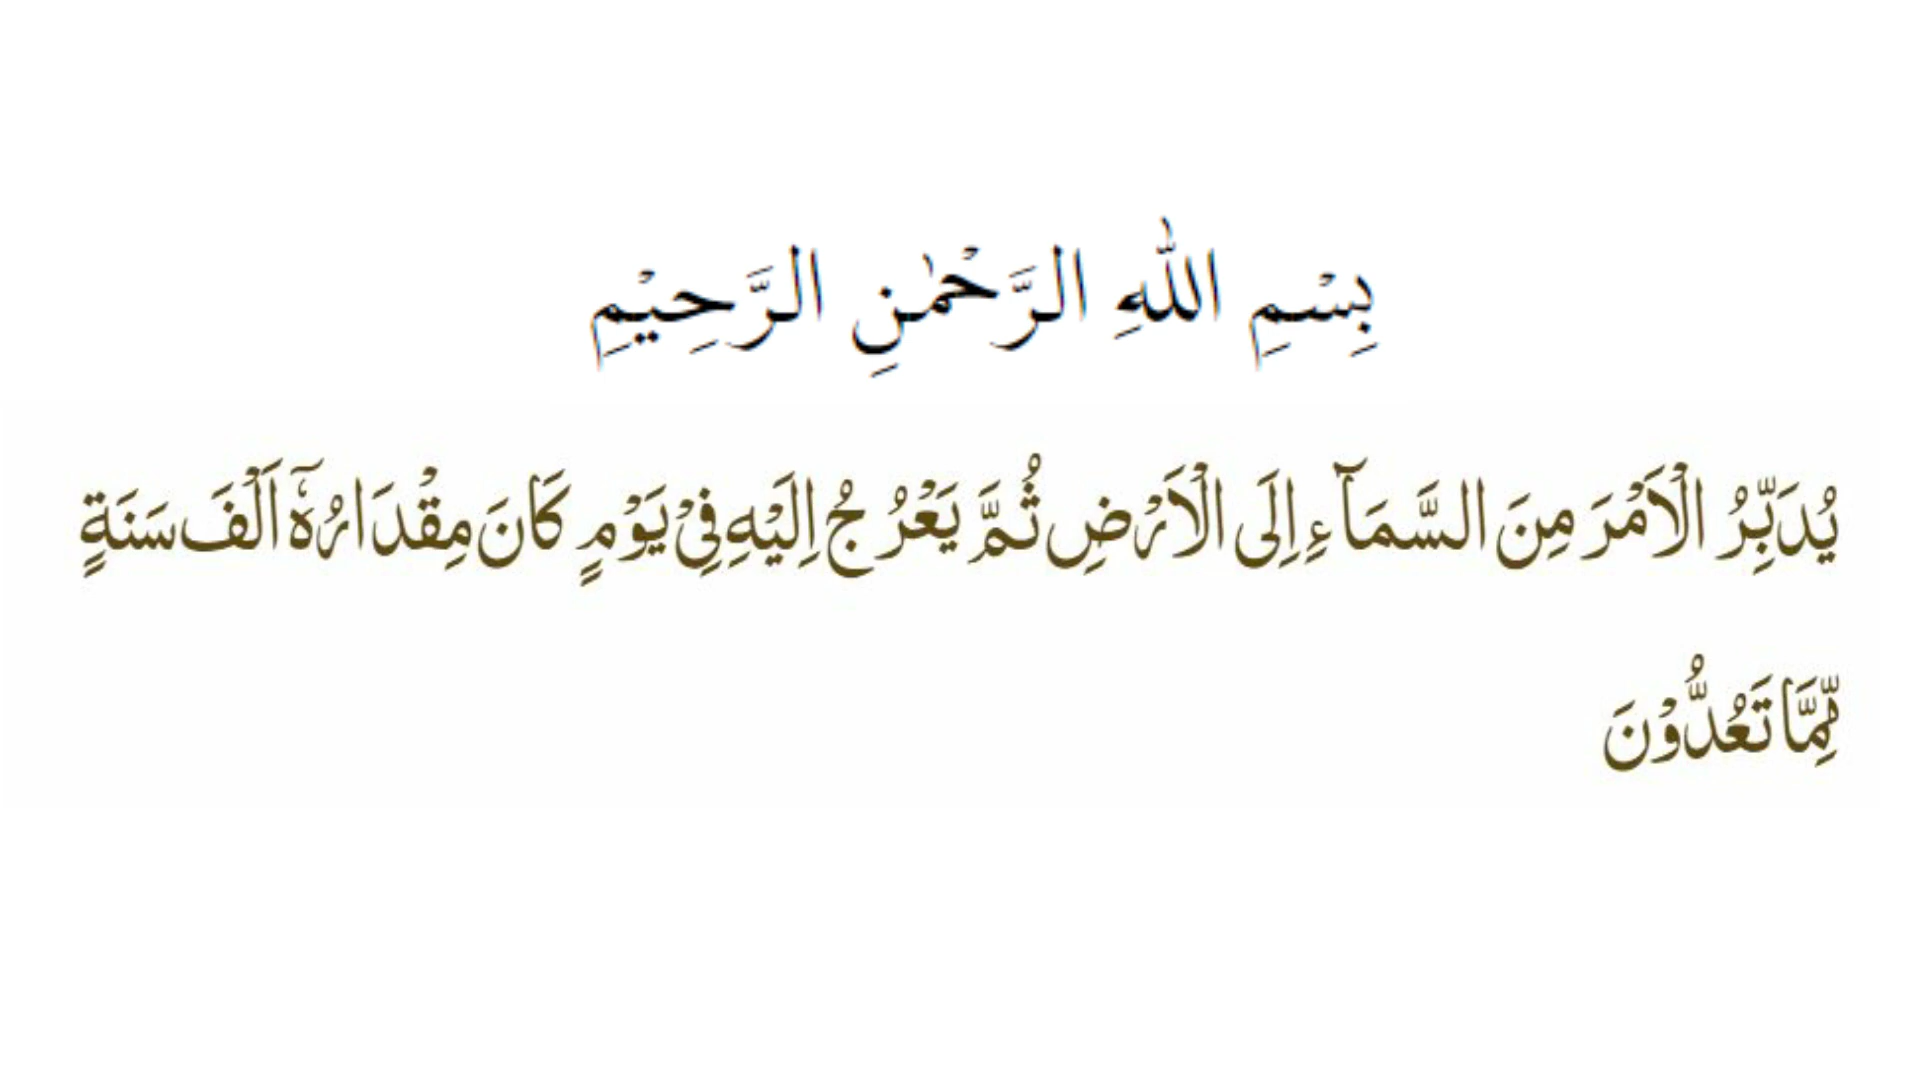 بِسْمِ اللّٰهِ الرَّحْمٰنِ الرَّحِيْمِ
يُدَبِّرُ الْاَمْرَ مِنَ السَّمَآءِ اِلَى الْاَرْضِ ثُمَّ يَعْرُجُ اِلَيْهِ فِيْ يَوْمٍ كَانَ مِقْدَارُهٗٓ اَلْفَ سَنَةٍ
مِّمَّا تَعُدُّوْنَ